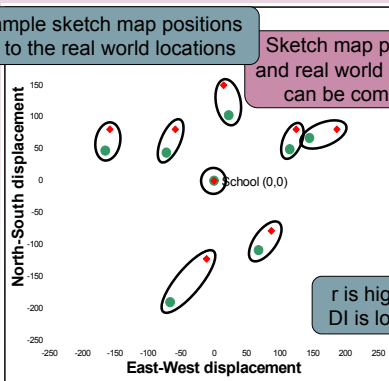 ample sketch map positions
to the real world locations
Sketch map p
and real world
can be com
North-South displacement
150
100
50
0
-50
-100
-150
-200
-250
School (0,0)
r is hig
DI is lo
-250 -200 -150 -100 -50 0 50 100 150 200 250
East-West displacement